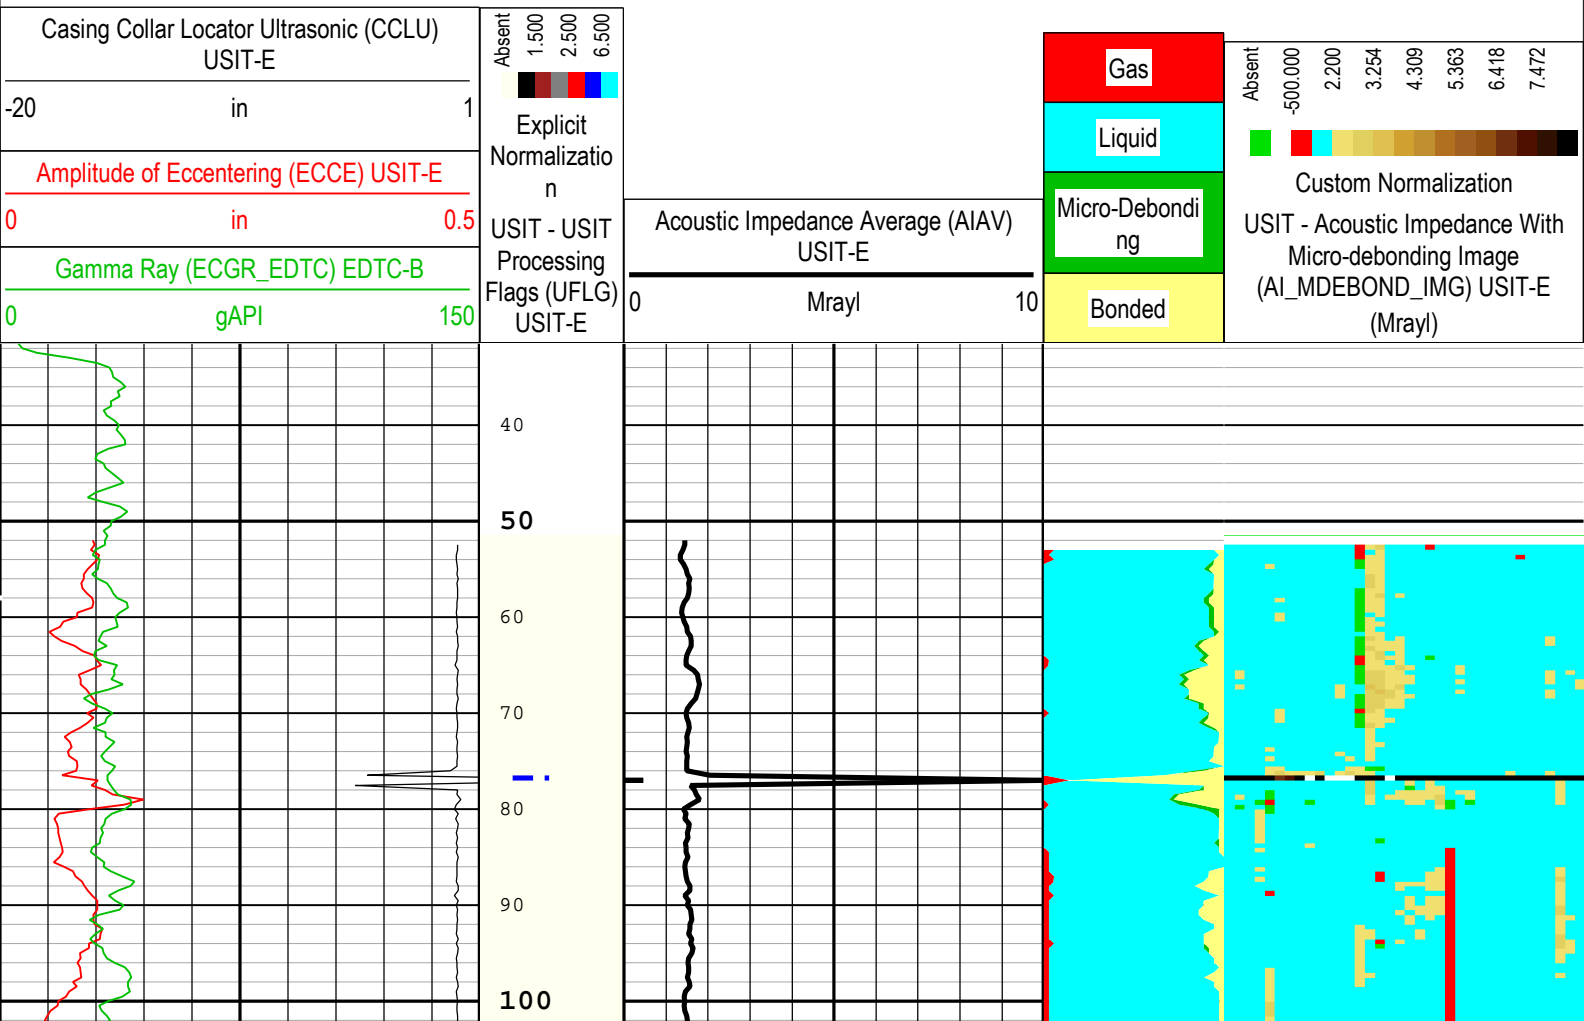 Casing Collar Locator Ultrasonic (CCLU)
USIT-E
-20 in 1
Amplitude of Eccentering (ECCE) USIT-E
0 in 0.5
Gamma Ray (ECGR_EDTC) EDTC-B
0 gAPI 150
Absent
1.500
2.500
6.500
Explicit
Normalizatio
n
USIT - USIT
Processing
Flags (UFLG)
USIT-E
Acoustic Impedance Average (AIAV)
USIT-E
0 Mrayl 10
Gas
Liquid
Micro-Debondi
ng
Bonded
Absent
-500.000
2.200
3.254
4.309
5.363
6.418
7.472
Custom Normalization
USIT - Acoustic Impedance With
Micro-debonding Image
(AI_MDEBOND_IMG) USIT-E
(Mrayl)
40
50
60
70
80
90
100